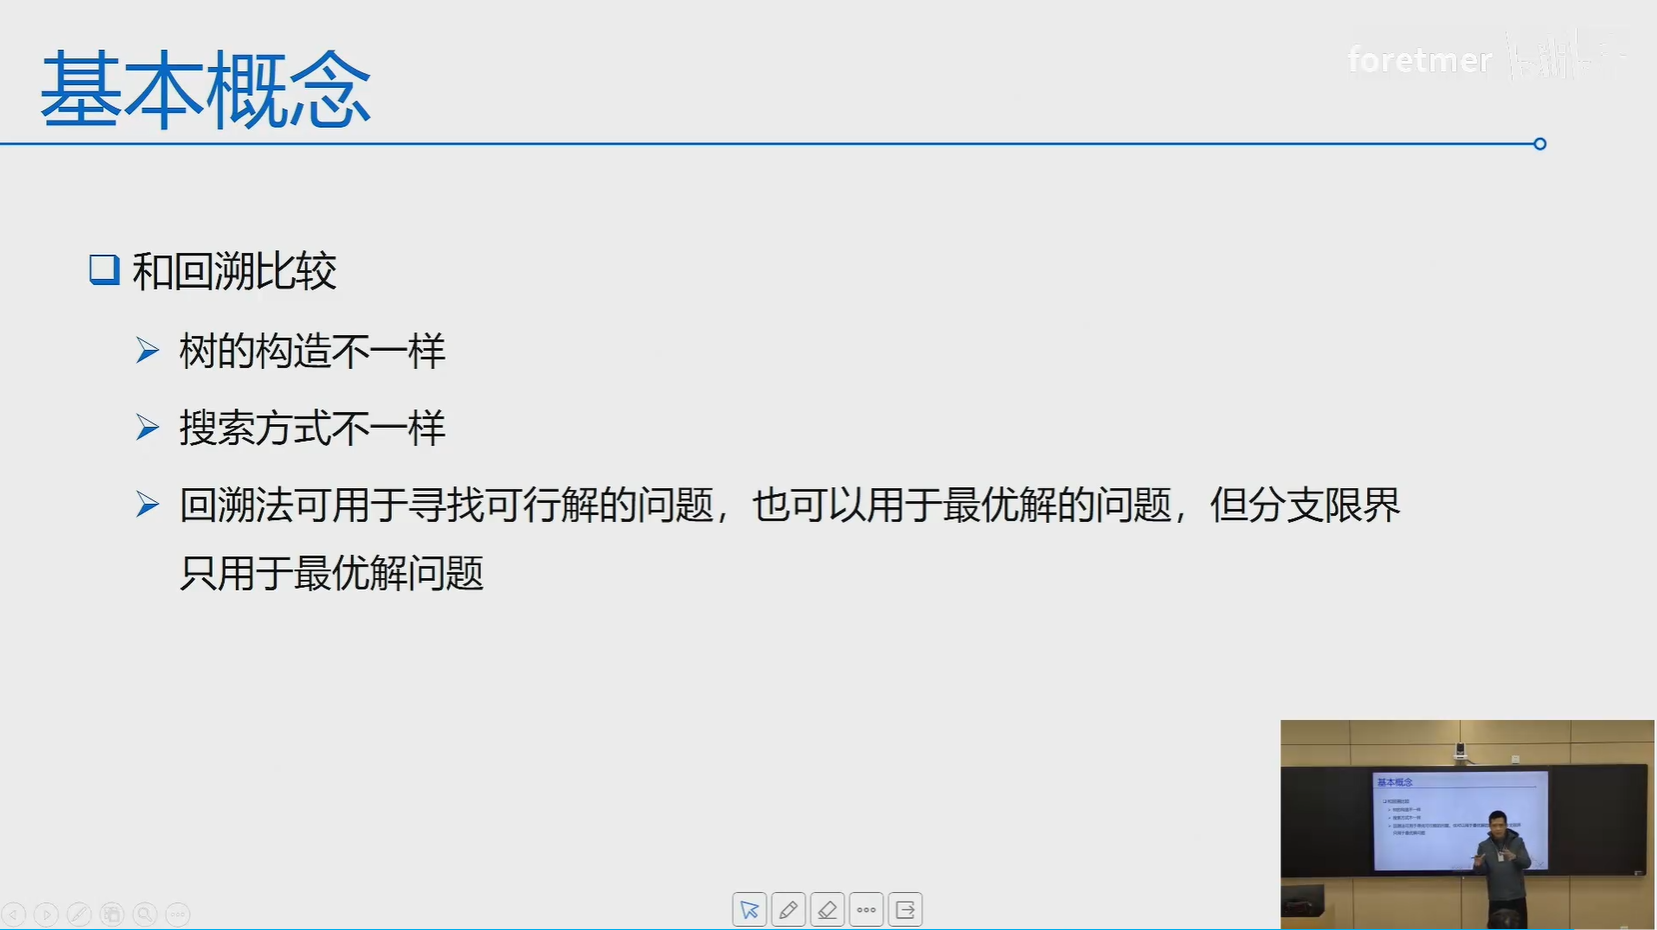 基本概念
foretmer
和回溯比较
树的构造不一样
搜索方式不一样
回溯法可用于寻找可行解的问题，也可以用于最优解的问题，但分支限界
只用于最优解问题
基本概念